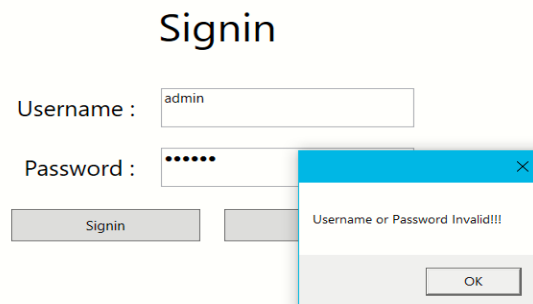 Signin
Username :
admin
Password :
••••••
Signin
Username or Password Invalid!!!
OK